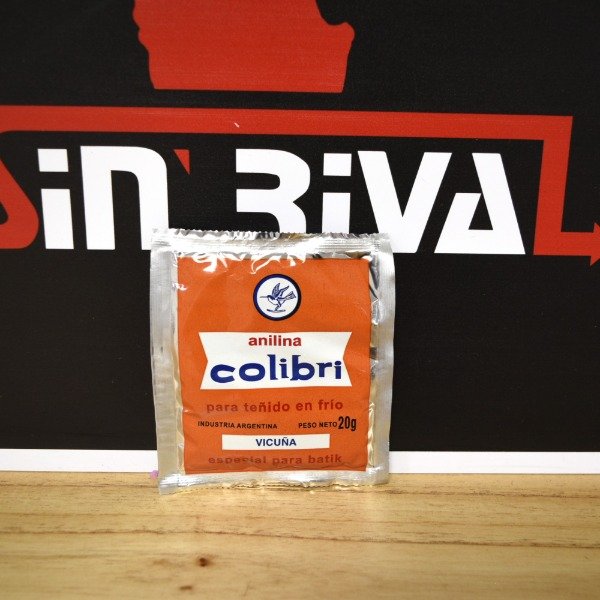 SiN RiVAL
anilina
colibri
para teñido en frío
INDUSTRIA ARGENTINA PESO NETO 20g
VICUÑA
especial para batik